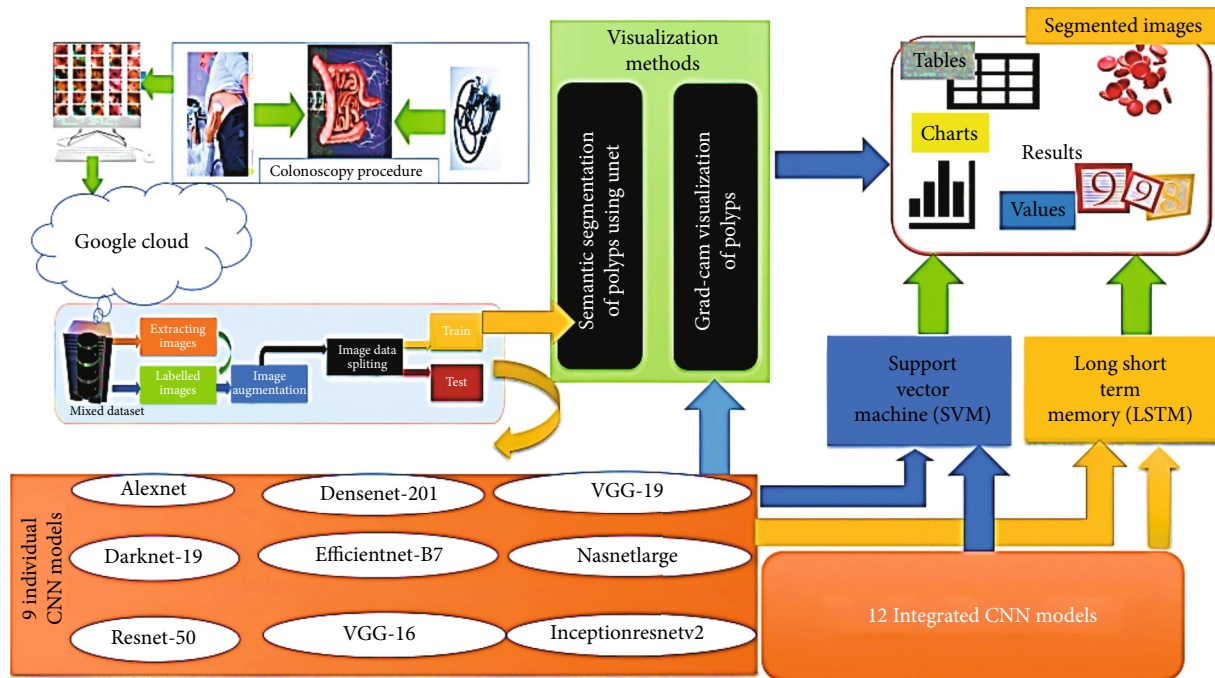 Colonoscopy procedure
Google cloud
Mixed dataset
Extracting
images
Labelled
images
Image
augmentation
Image data
spliting
Train
Test
Visualization
methods
Semantic segmentation
of polyps using unet
Grad-cam visualization
of polyps
Segmented images
Tables
Charts
Results
Values
9 9 8
Support
vector
machine (SVM)
Long short
term
memory (LSTM)
9 individual
CNN models
Alexnet
Densenet-201
VGG-19
Darknet-19
Efficientnet-B7
Nasnetlarge
Resnet-50
VGG-16
Inceptionresnetv2
12 Integrated CNN models